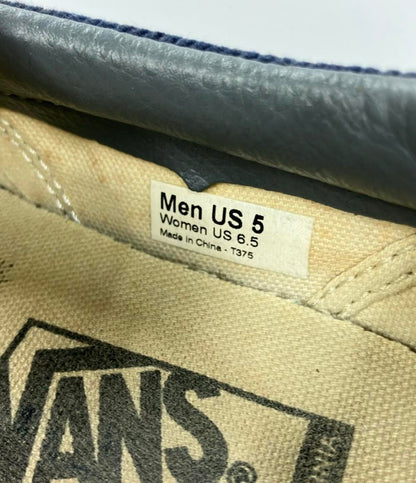 Men US 5
Women US 6.5
Made in China - T375
VANS
®